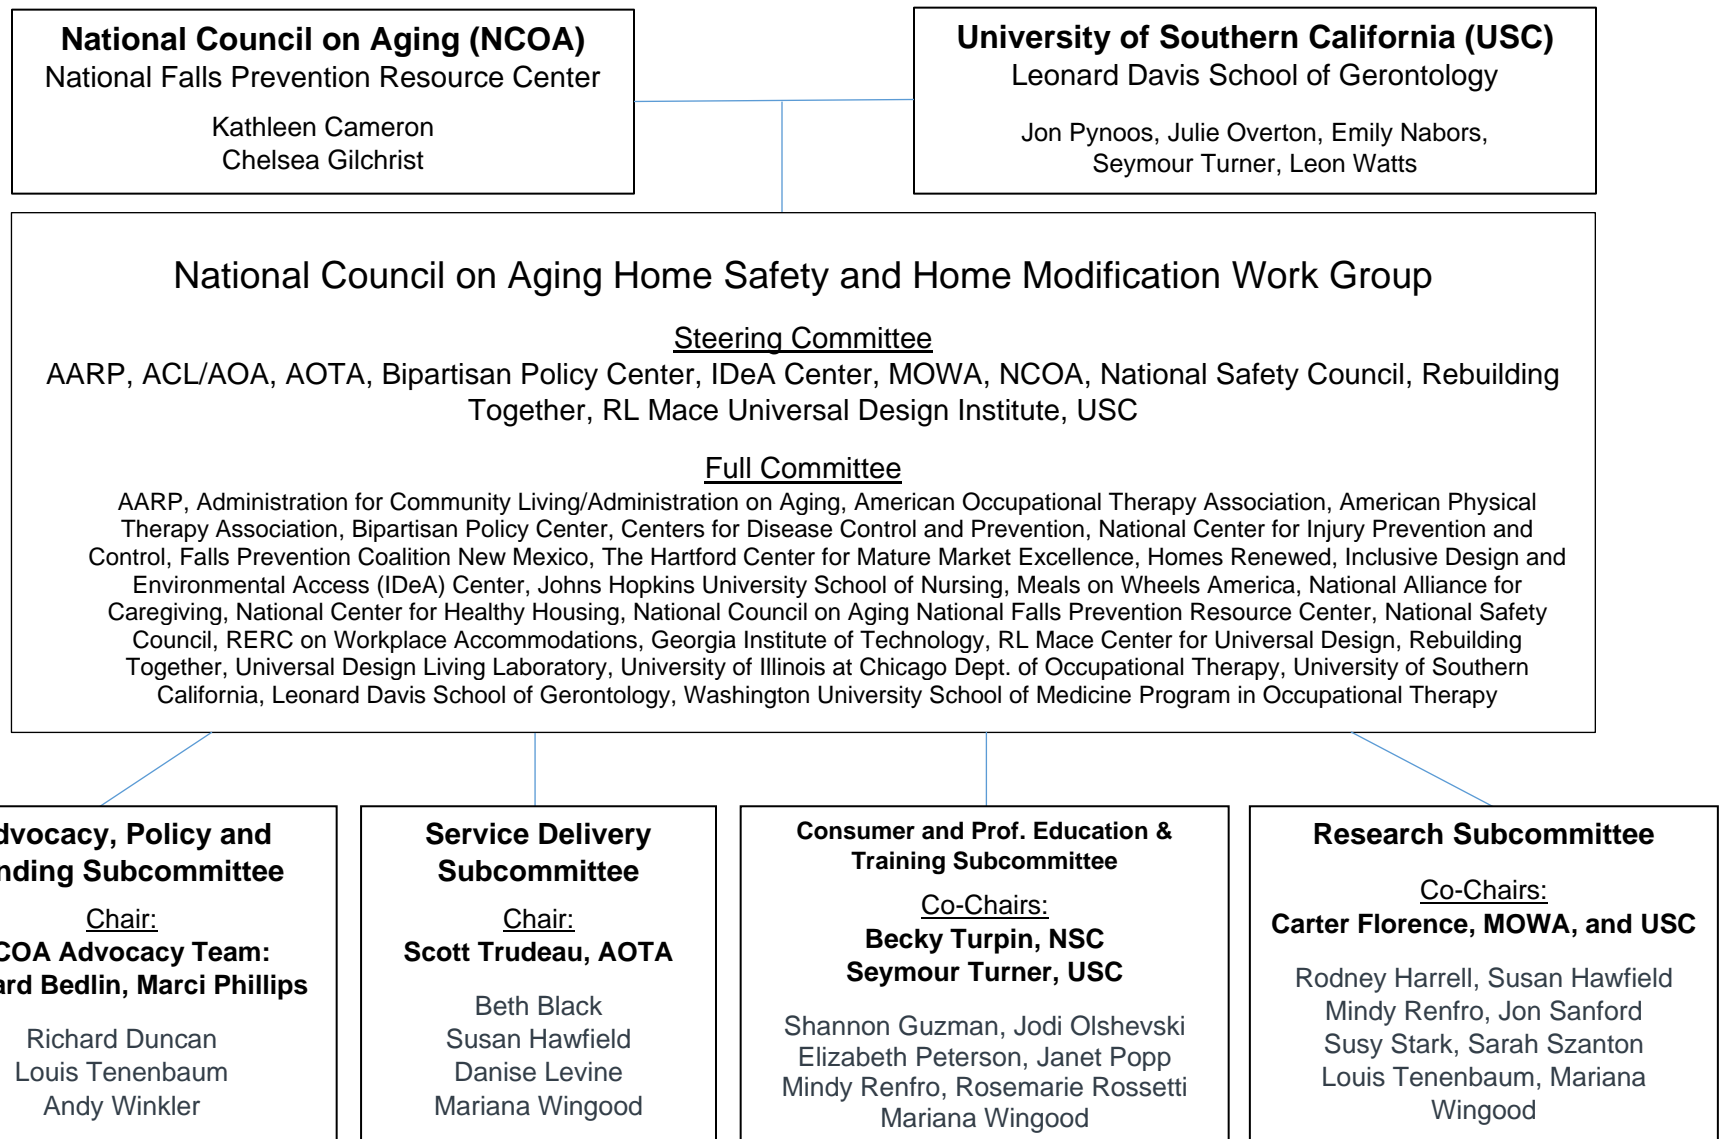 National Council on Aging (NCOA)
National Falls Prevention Resource Center
Kathleen Cameron
Chelsea Gilchrist
University of Southern California (USC)
Leonard Davis School of Gerontology
Jon Pynoos, Julie Overton, Emily Nabors,
Seymour Turner, Leon Watts
National Council on Aging Home Safety and Home Modification Work Group
Steering Committee
AARP, ACL/AOA, AOTA, Bipartisan Policy Center, IDeA Center, MOWA, NCOA, National Safety Council, Rebuilding
Together, RL Mace Universal Design Institute, USC
Full Committee
AARP, Administration for Community Living/Administration on Aging, American Occupational Therapy Association, American Physical
Therapy Association, Bipartisan Policy Center, Centers for Disease Control and Prevention, National Center for Injury Prevention and
Control, Falls Prevention Coalition New Mexico, The Hartford Center for Mature Market Excellence, Homes Renewed, Inclusive Design and
Environmental Access (IDeA) Center, Johns Hopkins University School of Nursing, Meals on Wheels America, National Alliance for
Caregiving, National Center for Healthy Housing, National Council on Aging National Falls Prevention Resource Center, National Safety
Council, RERC on Workplace Accommodations, Georgia Institute of Technology, RL Mace Center for Universal Design, Rebuilding
Together, Universal Design Living Laboratory, University of Illinois at Chicago Dept. of Occupational Therapy, University of Southern
California, Leonard Davis School of Gerontology, Washington University School of Medicine Program in Occupational Therapy
Policy and
Subcommittee
Chair:
Advocacy Team:
Bedlin, Marci Phillips
Richard Duncan
Louis Tenenbaum
Andy Winkler
Service Delivery
Subcommittee
Chair:
Scott Trudeau, AOTA
Beth Black
Susan Hawfield
Danise Levine
Mariana Wingood
Consumer and Prof. Education &
Training Subcommittee
Co-Chairs:
Becky Turpin, NSC
Seymour Turner, USC
Shannon Guzman, Jodi Olshevski
Elizabeth Peterson, Janet Popp
Mindy Renfro, Rosemarie Rossetti
Mariana Wingood
Research Subcommittee
Co-Chairs:
Carter Florence, MOWA, and USC
Rodney Harrell, Susan Hawfield
Mindy Renfro, Jon Sanford
Susy Stark, Sarah Szanton
Louis Tenenbaum, Mariana
Wingood